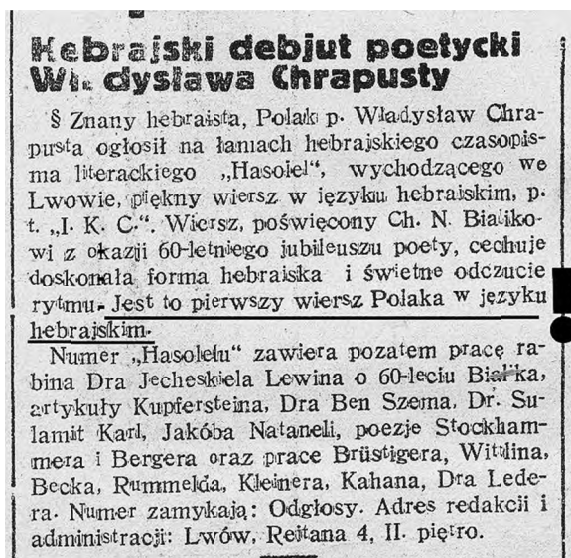 Hebrajski debjut poetycki
Wł. dysława Chrapusty
§ Znany hebraista, Polak p. Władysław Chra-
pusta ogłosił na łamach hebrajskiego czasopis-
ma literackiego „Hasolel", wychodzącego we
Lwowie, piękny wiersz w języku hebrajskim, p.
t. „I. K. C.". Wiersz, poświęcony Ch. N. Bialiko-
wi z okazji 60-letniego jubileuszu poety, cechuje
doskonała forma hebraiska i świetne odczucie
rytmu. Jest to pierwszy wiersz Polaka w języku
hebrajskim.
Numer „Hasolelu" zawiera pozatem pracę ra-
bina Dra Jecheskiela Lewina o 60-leciu Bialika,
artykuły Kupfersteina, Dra Ben Szema, Dr. Su-
lamit Karl, Jakóba Nataneli, poezje Stockham-
mera i Bergera oraz prace Brüstigera, Wittlina,
Becka, Rummelda, Kleinera, Kahana, Dra Lede-
ra. Numer zamykają: Odgłosy. Adres redakcji i
administracji: Lwów, Rejtana 4, II. piętro.